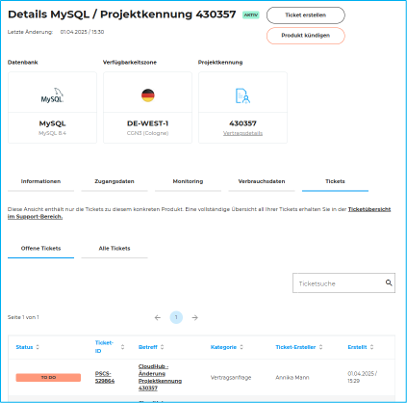 Details MySQL / Projektkennung 430357 AKTIV
Ticket erstellen
Letzte Änderung: 01.04.2025 / 15:30
Produkt kündigen
Datenbank Verfügbarkeitszone Projektkennung
MySQL
MySQL DE-WEST-1 430357
MySQL 8.4 CGN3 (Cologne) Vertragsdetails
Informationen Zugangsdaten Monitoring Verbrauchsdaten Tickets
Diese Ansicht enthält nur die Tickets zu diesem konkreten Produkt. Eine vollständige Übersicht all Ihrer Tickets erhalten Sie in der Ticketübersicht
im Support-Bereich.
Offene Tickets Alle Tickets
Ticketsuche
Seite 1 von 1 ← 1 →
Status Ticket-ID Betreff Kategorie Ticket-Ersteller Erstellt
TO DO PSCS-529864 CloudHub - Änderung Projektkennung 430357 Vertragsanfrage Annika Mann 01.04.2025 / 15:29